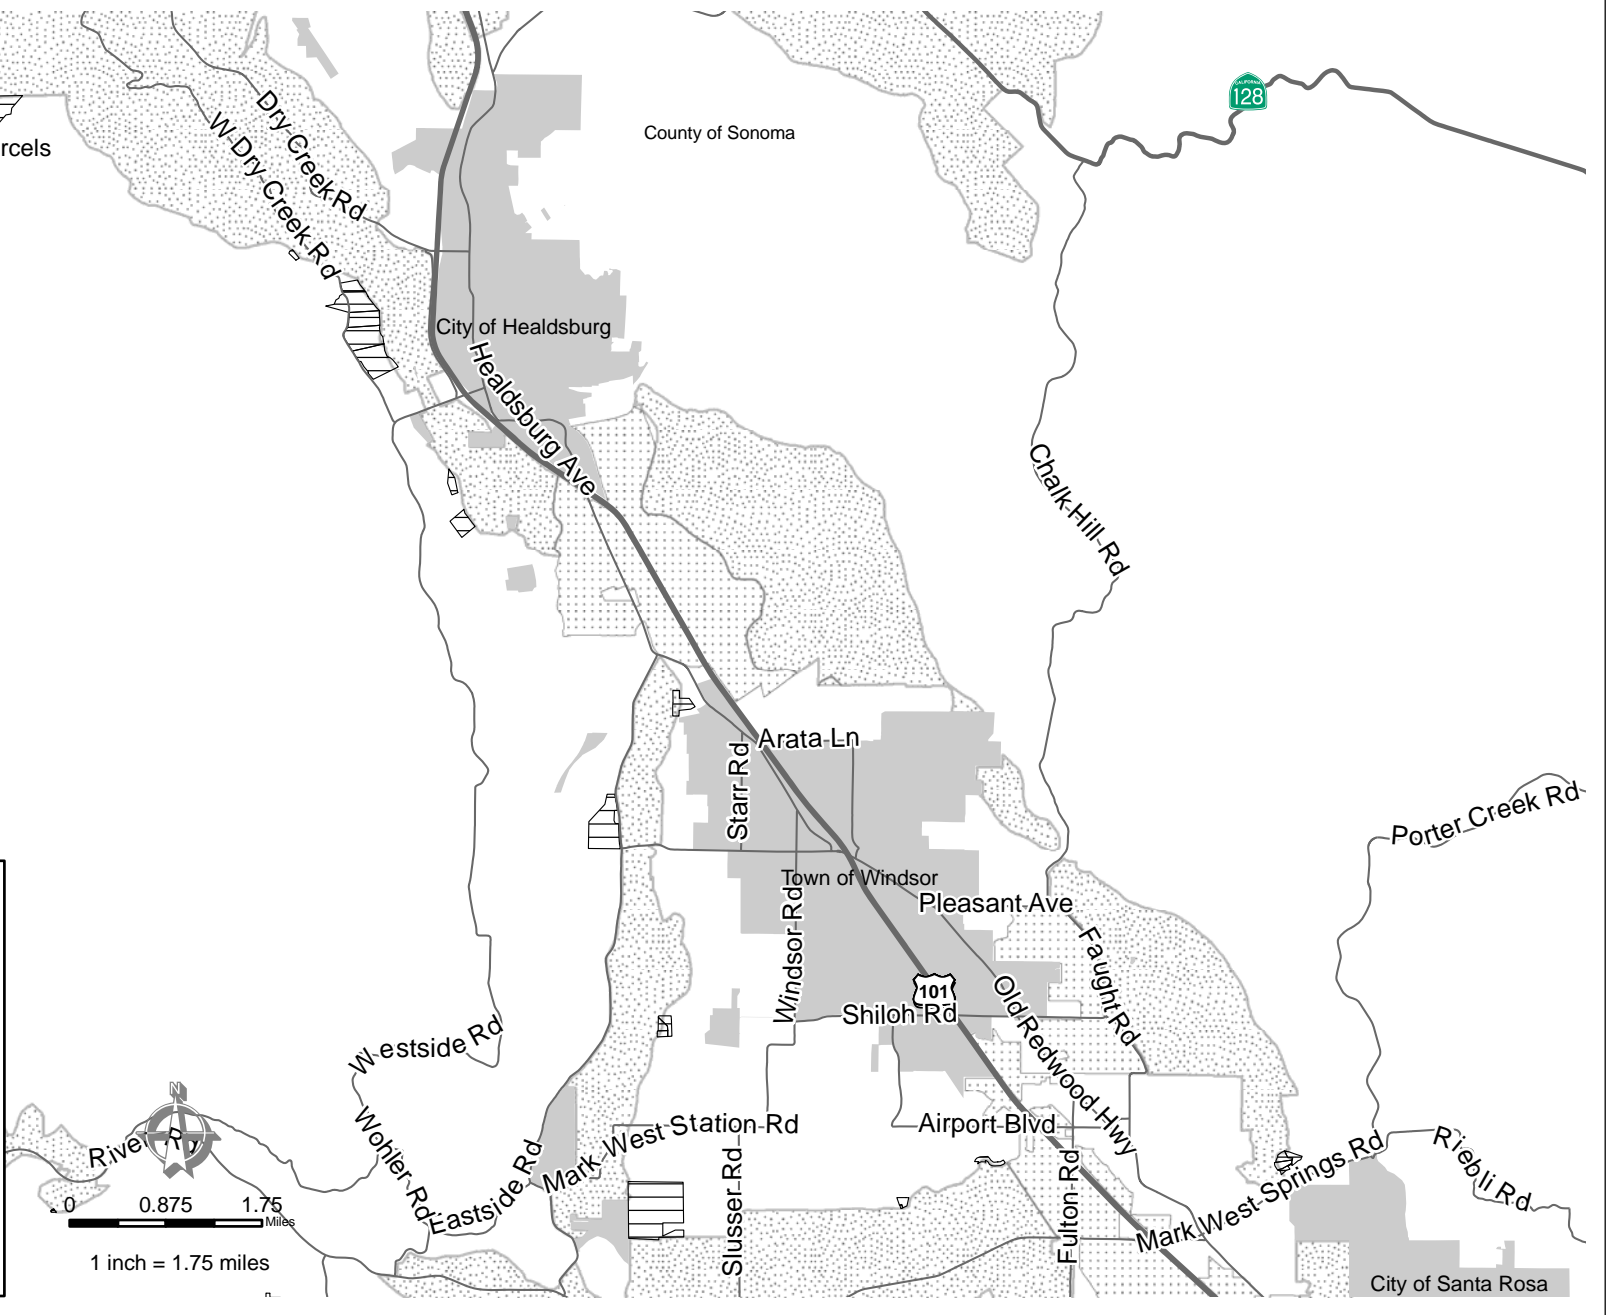 CALIFORNIA
128
County of Sonoma
rcels
Dry Creek Rd
W Dry Creek Rd
City of Healdsburg
Healdsburg Ave
Chalk Hill Rd
Arata Ln
Starr Rd
Porter Creek Rd
Town of Windsor
Pleasant Ave
Windsor Rd
Faught Rd
101
Old Redwood Hwy
Shiloh Rd
Westside Rd
N
River Rd
Wohler Rd
Mark West Station Rd
Airport Blvd
Eastside Rd
Slusser Rd
Fulton Rd
Mark West Springs Rd
Riebli Rd
0 0.875 1.75
Miles
1 inch = 1.75 miles
City of Santa Rosa